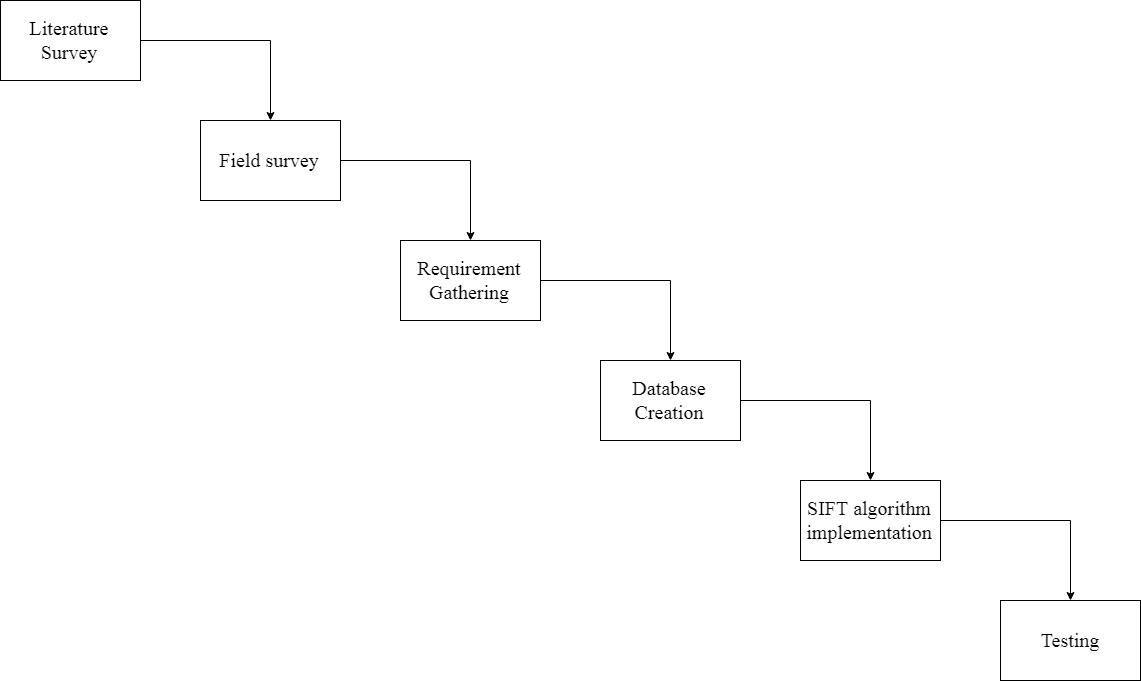 Literature
Survey
Field survey
Requirement
Gathering
Database
Creation
SIFT algorithm
implementation
Testing